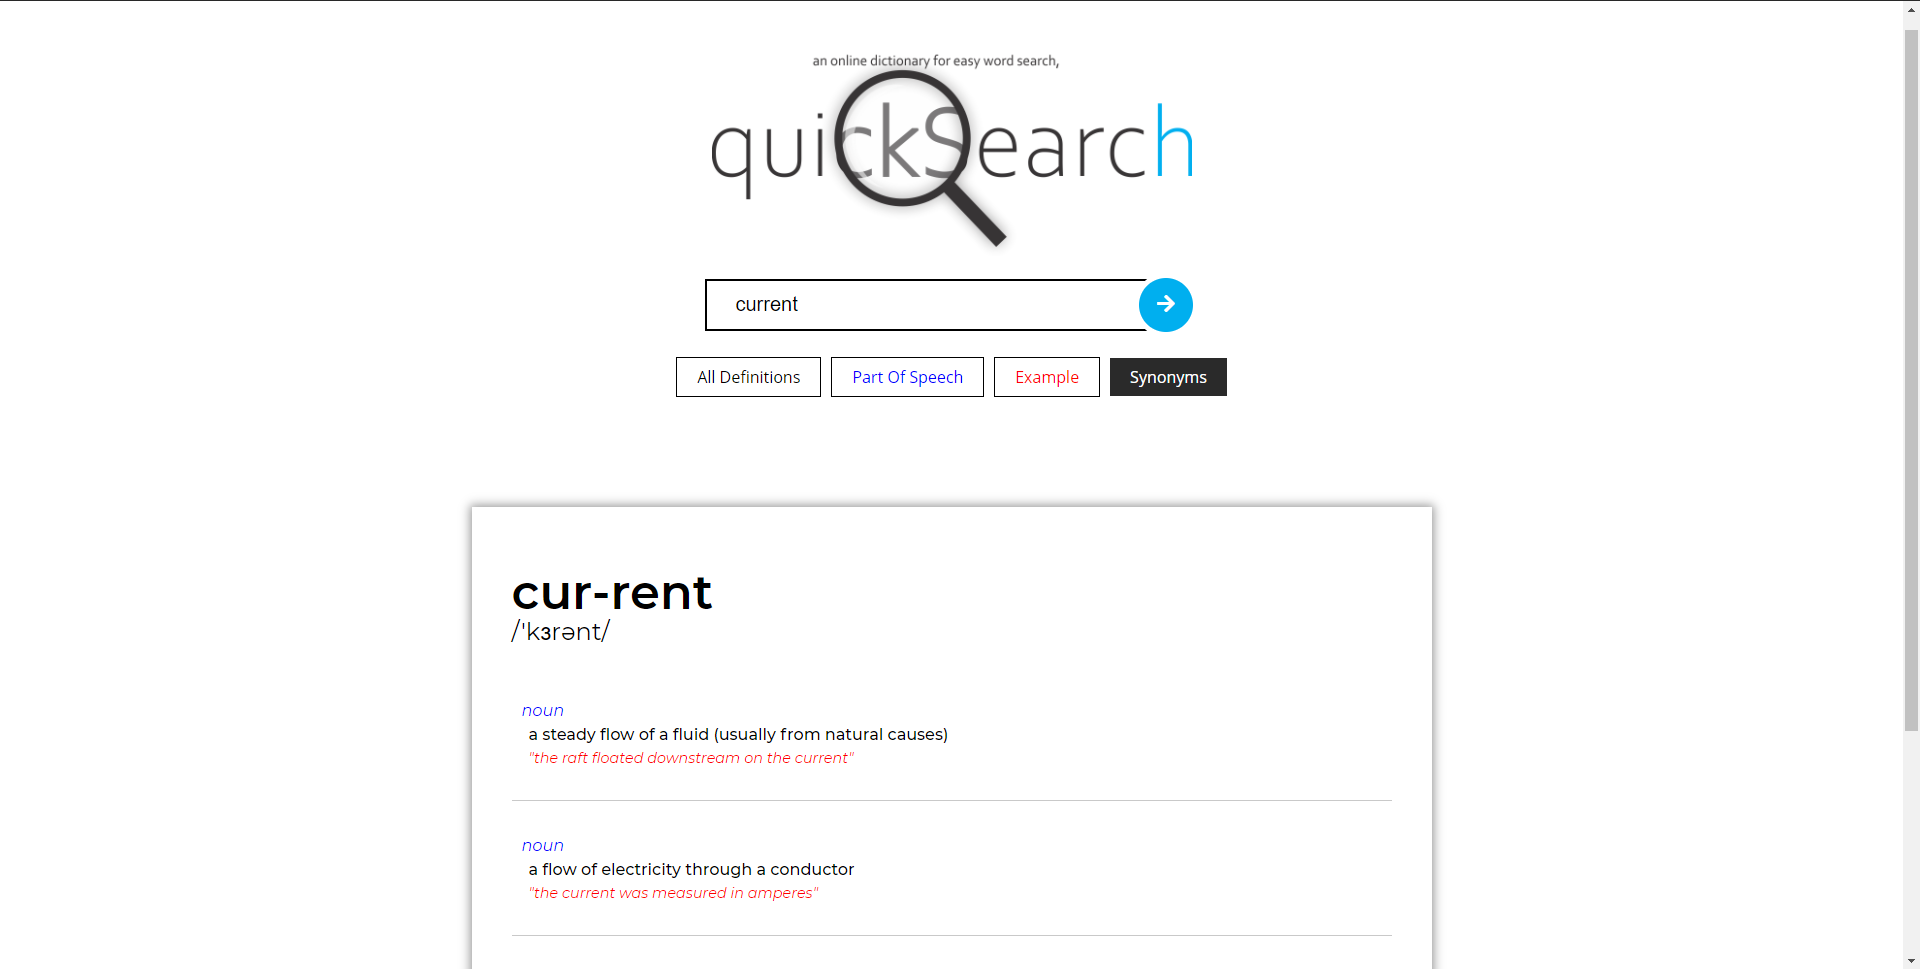 an online dictionary for easy word search,
quickSearch
current
All Definitions Part Of Speech Example Synonyms
cur-rent
/'kɜrənt/
noun
a steady flow of a fluid (usually from natural causes)
"the raft floated downstream on the current"
noun
a flow of electricity through a conductor
"the current was measured in amperes"